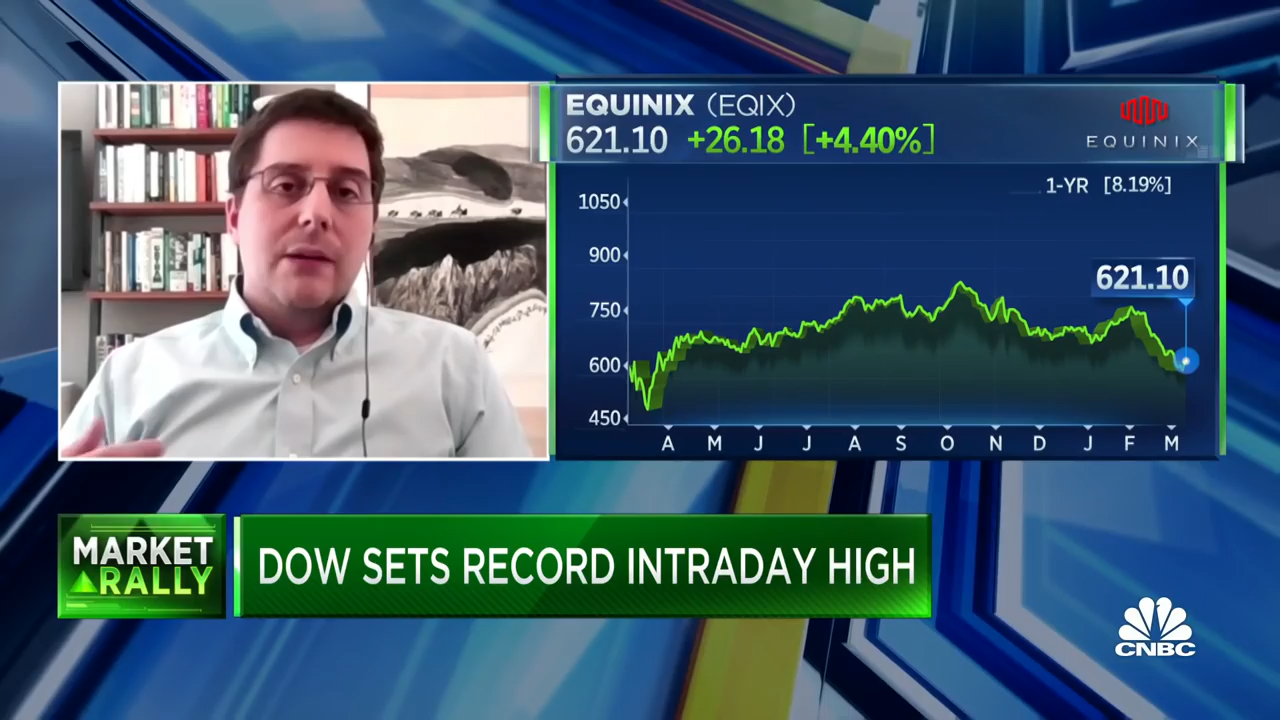 EQUINIX (EQIX)
621.10 +26.18 [+4.40%]
EQUINIX
1-YR [8.19%]
1050
900
750
600
450
621.10
A M J J A S O N D J F M
MARKET
RALLY
DOW SETS RECORD INTRADAY HIGH
CNBC